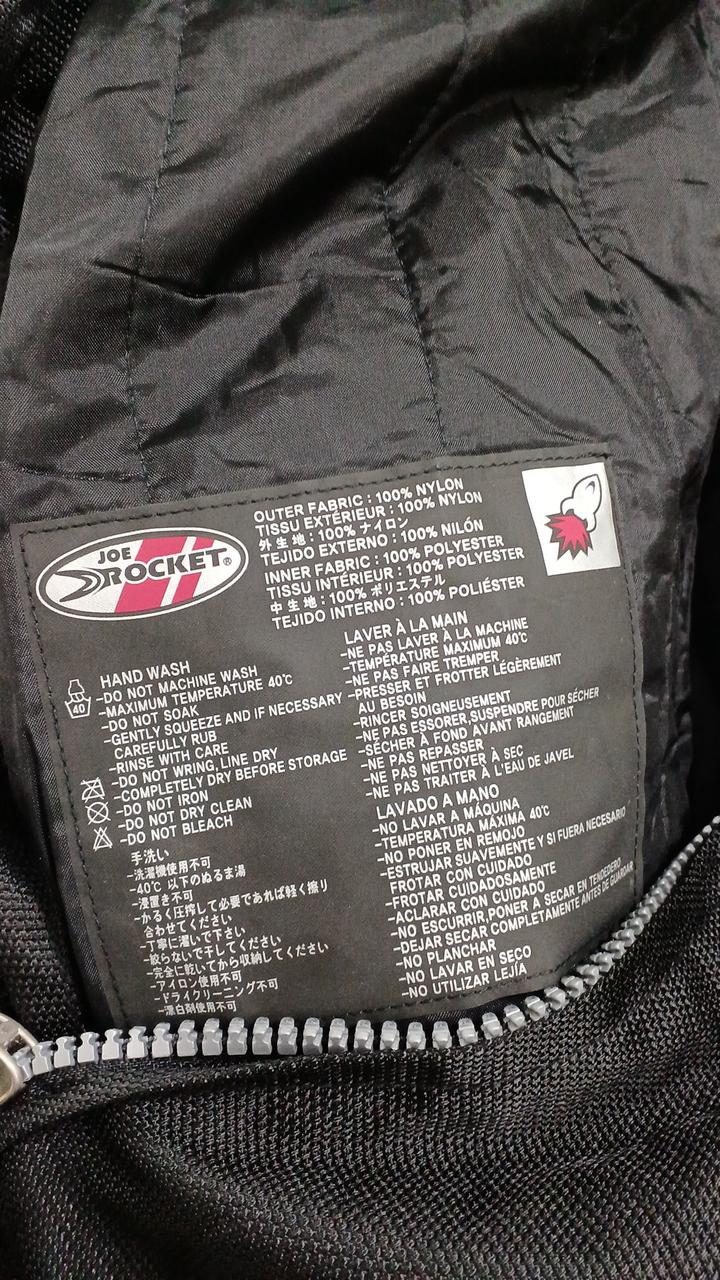 JOE
ROCKET®
OUTER FABRIC : 100% NYLON
TISSU EXTÉRIEUR : 100% NYLON
外 生 地 : 100% ナイロン
TEJIDO EXTERNO : 100% NILÓN
INNER FABRIC : 100% POLYESTER
TISSU INTÉRIEUR : 100% POLYESTER
中 生 地 : 100% ポリエステル
TEJIDO INTERNO : 100% POLIÉSTER
40
HAND WASH
-DO NOT MACHINE WASH
-MAXIMUM TEMPERATURE 40℃
-DO NOT SOAK
-GENTLY SQUEEZE AND IF NECESSARY
CAREFULLY RUB
-RINSE WITH CARE
-DO NOT WRING, LINE DRY
-COMPLETELY DRY BEFORE STORAGE
-DO NOT IRON
-DO NOT DRY CLEAN
-DO NOT BLEACH
手洗い
-洗濯機使用不可
-40℃ 以下のぬるま湯
-浸置き不可
-かるく圧搾して必要であれば軽く擦り
合わせてください
-丁寧に濯いで下さい
-絞らないで干してください
-完全に乾いてから収納してください
-アイロン使用不可
-ドライクリーニング不可
-漂白剤使用不可
LAVER À LA MAIN
-NE PAS LAVER À LA MACHINE
-TEMPÉRATURE MAXIMUM 40℃
-NE PAS FAIRE TREMPER
-PRESSER ET FROTTER LÉGÈREMENT
AU BESOIN
-RINCER SOIGNEUSEMENT
-NE PAS ESSORER,SUSPENDRE POUR SÉCHER
-SÉCHER À FOND AVANT RANGEMENT
-NE PAS REPASSER
-NE PAS NETTOYER À SEC
-NE PAS TRAITER À L'EAU DE JAVEL
LAVADO A MANO
-NO LAVAR A MÁQUINA
-TEMPERATURA MÁXIMA 40℃
-NO PONER EN REMOJO
-ESTRUJAR SUAVEMENTE Y SI FUERA NECESARIO
FROTAR CON CUIDADO
-FROTAR CUIDADOSAMENTE
-ACLARAR CON CUIDADO
-NO ESCURRIR,PONER A SECAR EN TENDEDERO
-DEJAR SECAR COMPLETAMENTE ANTES DE GUARDAR
-NO PLANCHAR
-NO LAVAR EN SECO
-NO UTILIZAR LEJÍA